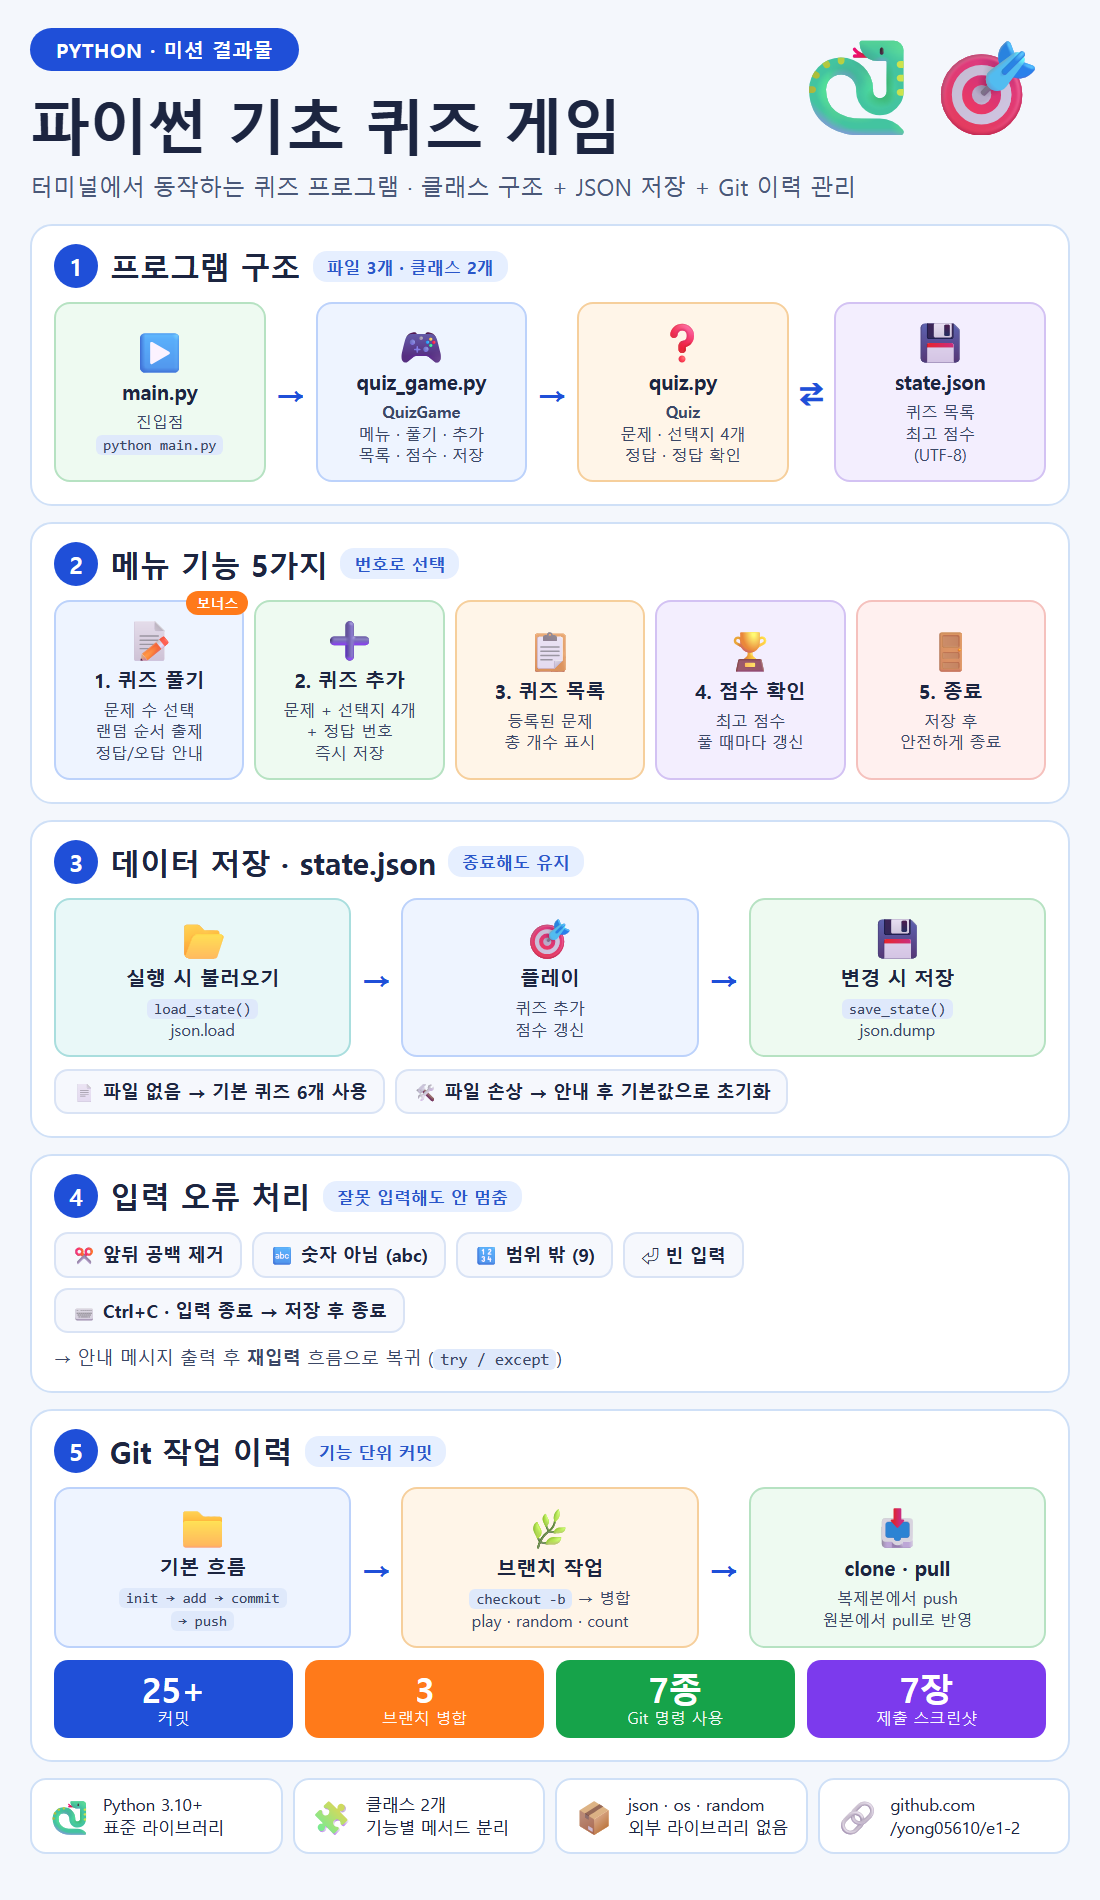 PYTHON · 미션 결과물
파이썬 기초 퀴즈 게임
터미널에서 동작하는 퀴즈 프로그램 · 클래스 구조 + JSON 저장 + Git 이력 관리
1 프로그램 구조 파일 3개 · 클래스 2개
main.py
진입점
python main.py
→
quiz_game.py
QuizGame
메뉴 · 풀기 · 추가
목록 · 점수 · 저장
→
quiz.py
Quiz
문제 · 선택지 4개
정답 · 정답 확인
⇄
state.json
퀴즈 목록
최고 점수
(UTF-8)
2 메뉴 기능 5가지 번호로 선택
보너스
1. 퀴즈 풀기
문제 수 선택
랜덤 순서 출제
정답/오답 안내
2. 퀴즈 추가
문제 + 선택지 4개
+ 정답 번호
즉시 저장
3. 퀴즈 목록
등록된 문제
총 개수 표시
4. 점수 확인
최고 점수
풀 때마다 갱신
5. 종료
저장 후
안전하게 종료
3 데이터 저장 · state.json 종료해도 유지
실행 시 불러오기
load_state()
json.load
→
플레이
퀴즈 추가
점수 갱신
→
변경 시 저장
save_state()
json.dump
파일 없음 → 기본 퀴즈 6개 사용
파일 손상 → 안내 후 기본값으로 초기화
4 입력 오류 처리 잘못 입력해도 안 멈춤
앞뒤 공백 제거
abc 숫자 아님 (abc)
1234 범위 밖 (9)
빈 입력
Ctrl+C · 입력 종료 → 저장 후 종료
→ 안내 메시지 출력 후 재입력 흐름으로 복귀 (try / except)
5 Git 작업 이력 기능 단위 커밋
기본 흐름
init → add → commit
→ push
→
브랜치 작업
checkout -b → 병합
play · random · count
→
clone · pull
복제본에서 push
원본에서 pull로 반영
25+
커밋
3
브랜치 병합
7종
Git 명령 사용
7장
제출 스크린샷
Python 3.10+
표준 라이브러리
클래스 2개
기능별 메서드 분리
json · os · random
외부 라이브러리 없음
github.com
/yong05610/e1-2